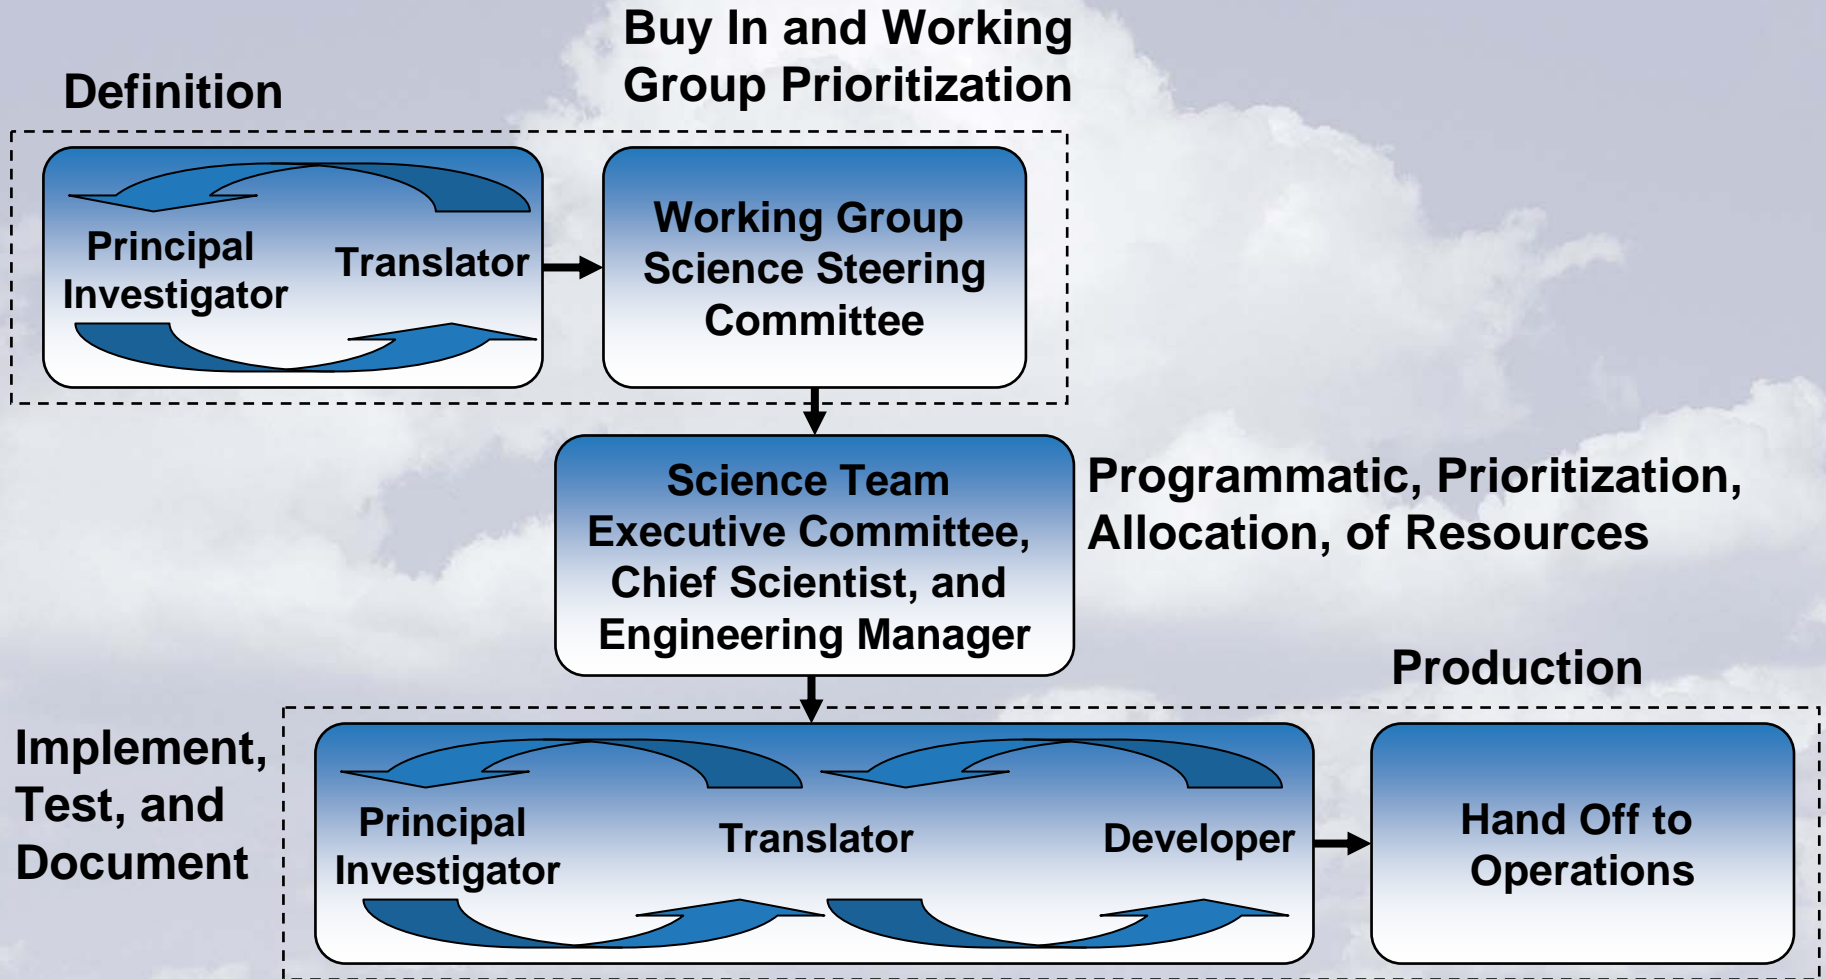 Buy In and Working
Group Prioritization
Definition
Principal
Investigator
Translator
Working Group
Science Steering
Committee
Science Team
Executive Committee,
Chief Scientist, and
Engineering Manager
Programmatic, Prioritization,
Allocation, of Resources
Production
Implement,
Test, and
Document
Principal
Investigator
Translator
Developer
Hand Off to
Operations